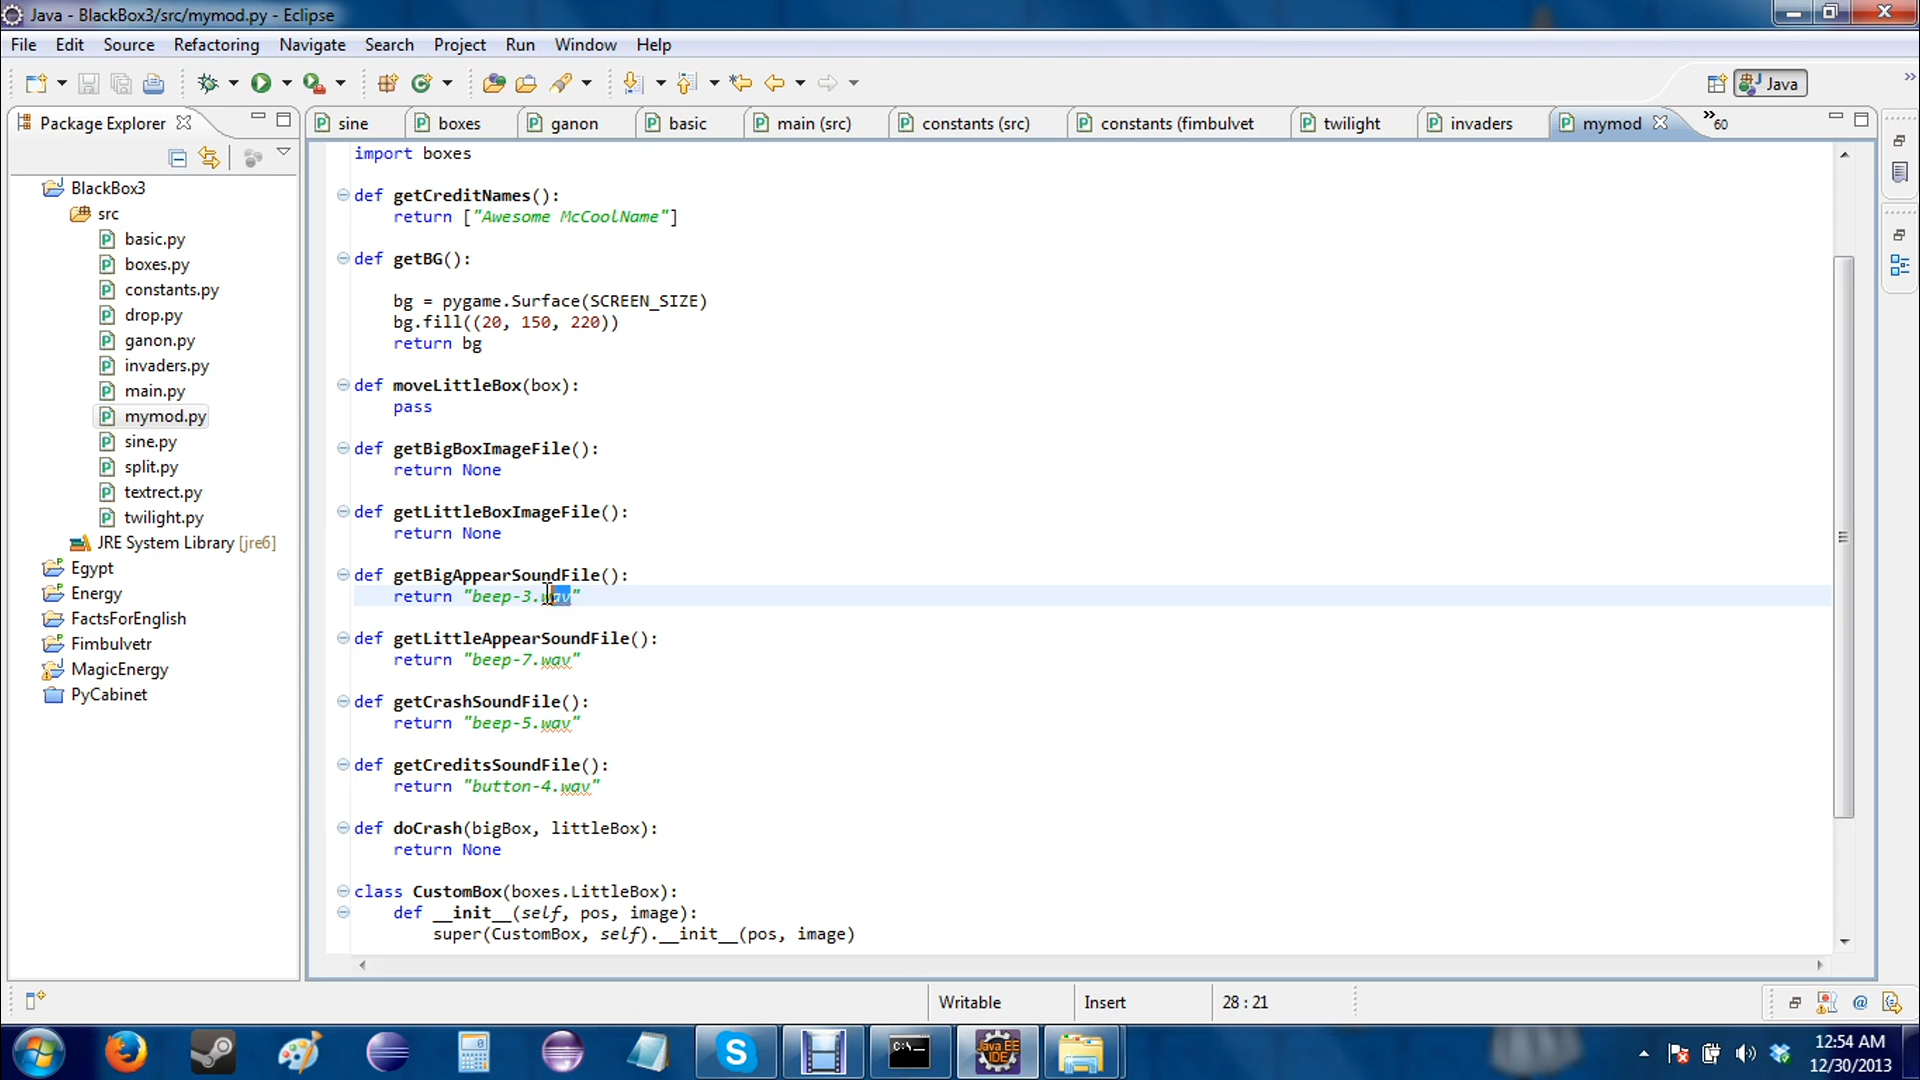 Java - BlackBox3/src/mymod.py - Eclipse
File Edit Source Refactoring Navigate Search Project Run Window Help
Java
Package Explorer
sine boxes ganon basic main (src) constants (src) constants (fimbulvet twilight invaders mymod »60
BlackBox3
src
basic.py
boxes.py
constants.py
drop.py
ganon.py
invaders.py
main.py
mymod.py
sine.py
split.py
textrect.py
twilight.py
JRE System Library [jre6]
Egypt
Energy
FactsForEnglish
Fimbulvetr
MagicEnergy
PyCabinet
import boxes
def getCreditNames():
return ["Awesome McCoolName"]
def getBG():
bg = pygame.Surface(SCREEN_SIZE)
bg.fill((20, 150, 220))
return bg
def moveLittleBox(box):
pass
def getBigBoxImageFile():
return None
def getLittleBoxImageFile():
return None
def getBigAppearSoundFile():
return "beep-3.wav"
def getLittleAppearSoundFile():
return "beep-7.wav"
def getCrashSoundFile():
return "beep-5.wav"
def getCreditsSoundFile():
return "button-4.wav"
def doCrash(bigBox, littleBox):
return None
class CustomBox(boxes.LittleBox):
def __init__(self, pos, image):
super(CustomBox, self).__init__(pos, image)
Writable Insert 28 : 21
C:\_
Java EE
IDE
12:54 AM
12/30/2013